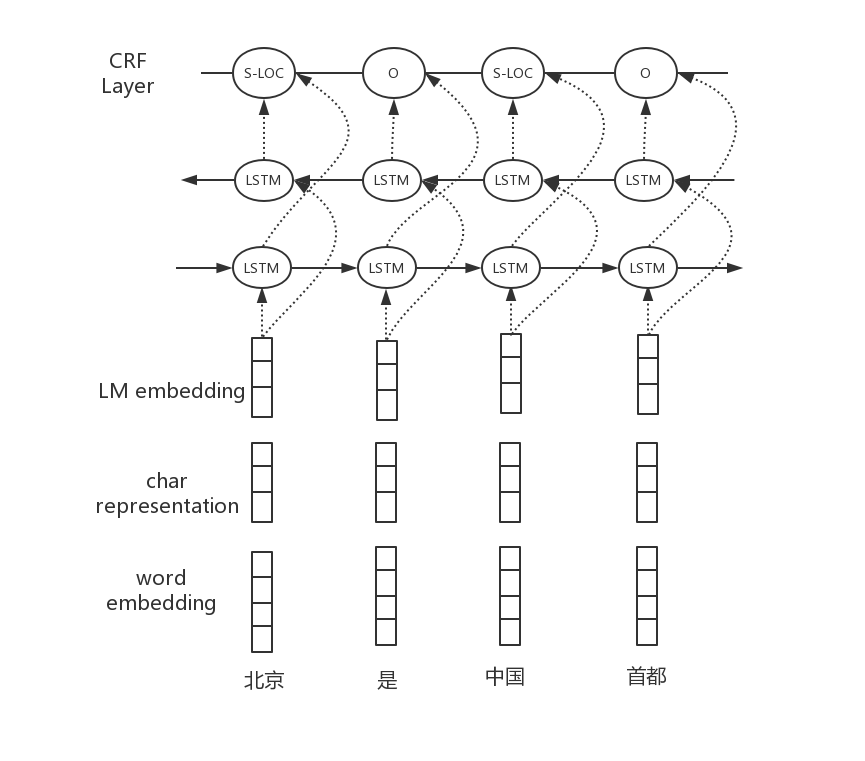 CRF
Layer
S-LOC
O
S-LOC
O
LSTM
LSTM
LSTM
LSTM
LSTM
LSTM
LSTM
LSTM
LM embedding
char
representation
word
embedding
北京
是
中国
首都